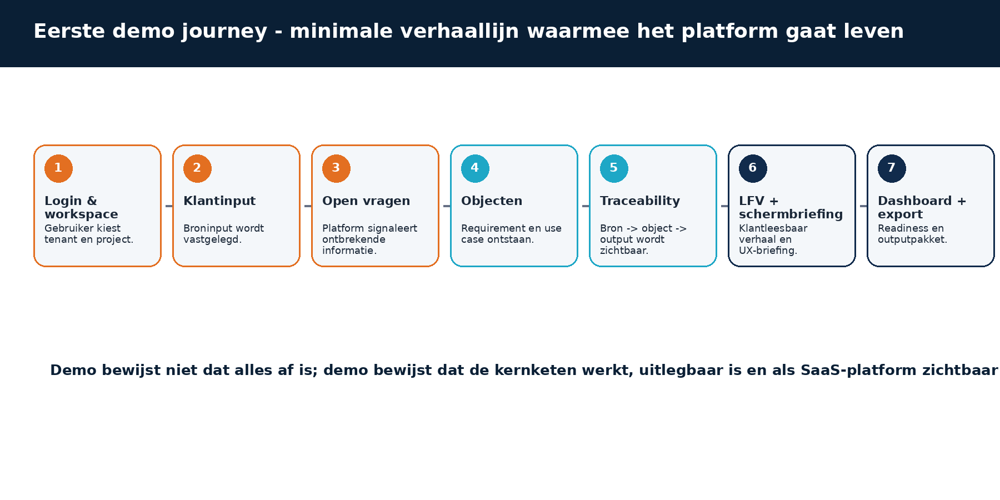 Eerste demo journey - minimale verhaallijn waarmee het platform gaat leven
1
Login &
workspace
Gebruiker kiest
tenant en project.
2
Klantinput
Broninput wordt
vastgelegd.
3
Open vragen
Platform signaleert
ontbrekende
informatie.
4
Objecten
Requirement en use
case ontstaan.
5
Traceability
Bron -> object ->
output wordt
zichtbaar.
6
LFV +
schermbriefing
Klantleesbaar
verhaal en
UX-briefing.
7
Dashboard +
export
Readiness en
outputpakket.
Demo bewijst niet dat alles af is; demo bewijst dat de kernketen werkt, uitlegbaar is en als SaaS-platform zichtbaar